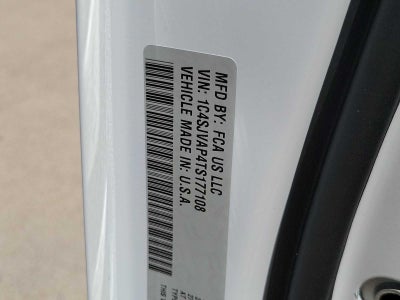 MFD BY: FCA US LLC
VIN: 1C4SJVAP4TS177108
VEHICLE MADE IN: U.S.A.